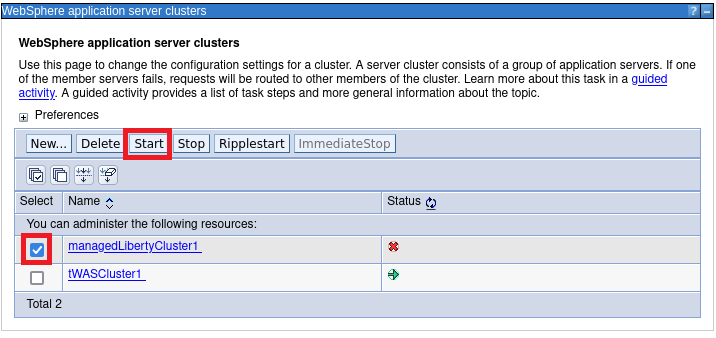 WebSphere application server clusters ? –
WebSphere application server clusters
Use this page to change the configuration settings for a cluster. A server cluster consists of a group of application servers. If one
of the member servers fails, requests will be routed to other members of the cluster. Learn more about this task in a guided
activity. A guided activity provides a list of task steps and more general information about the topic.
+ Preferences
New... Delete Start Stop Ripplestart ImmediateStop
Select Name Status
You can administer the following resources:
managedLibertyCluster1
tWASCluster1
Total 2